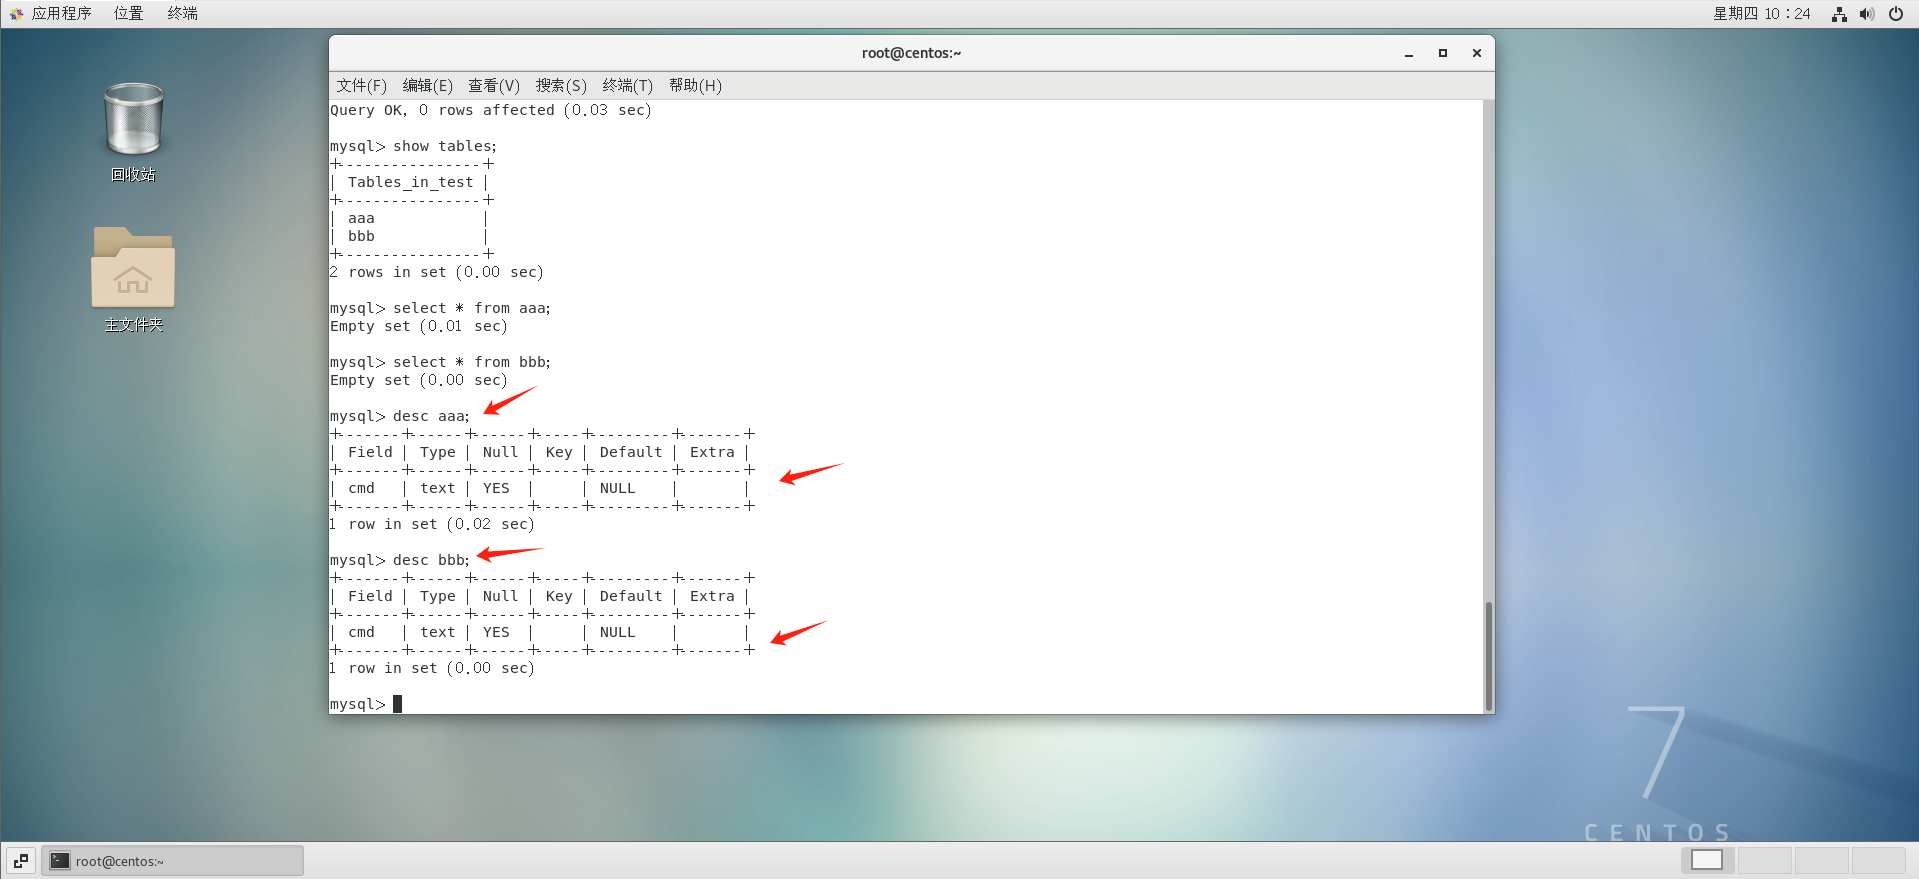 应用程序 位置 终端 星期四 10：24
root@centos:~
文件(F) 编辑(E) 查看(V) 搜索(S) 终端(T) 帮助(H)
Query OK, 0 rows affected (0.03 sec)
mysql> show tables;
+----------------+
| Tables_in_test |
+----------------+
| aaa            |
| bbb            |
+----------------+
2 rows in set (0.00 sec)
mysql> select * from aaa;
Empty set (0.01 sec)
mysql> select * from bbb;
Empty set (0.00 sec)
mysql> desc aaa;
+-------+------+------+-----+---------+-------+
| Field | Type | Null | Key | Default | Extra |
+-------+------+------+-----+---------+-------+
| cmd   | text | YES  |     | NULL    |       |
+-------+------+------+-----+---------+-------+
1 row in set (0.02 sec)
mysql> desc bbb;
+-------+------+------+-----+---------+-------+
| Field | Type | Null | Key | Default | Extra |
+-------+------+------+-----+---------+-------+
| cmd   | text | YES  |     | NULL    |       |
+-------+------+------+-----+---------+-------+
1 row in set (0.00 sec)
mysql>
回收站
主文件夹
7
CENTOS
root@centos:~